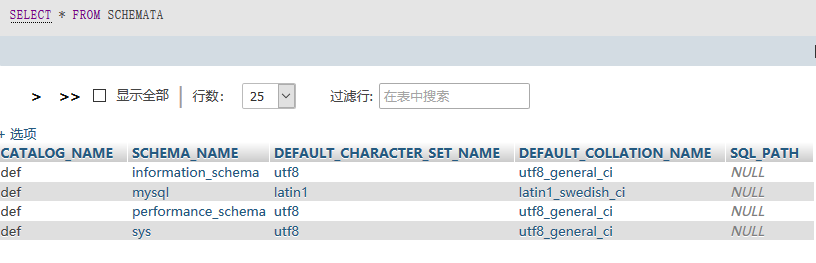 SELECT * FROM SCHEMATA
> >> 显示全部 行数: 25 过滤行: 在表中搜索
+ 选项
CATALOG_NAME SCHEMA_NAME DEFAULT_CHARACTER_SET_NAME DEFAULT_COLLATION_NAME SQL_PATH
def information_schema utf8 utf8_general_ci NULL
def mysql latin1 latin1_swedish_ci NULL
def performance_schema utf8 utf8_general_ci NULL
def sys utf8 utf8_general_ci NULL